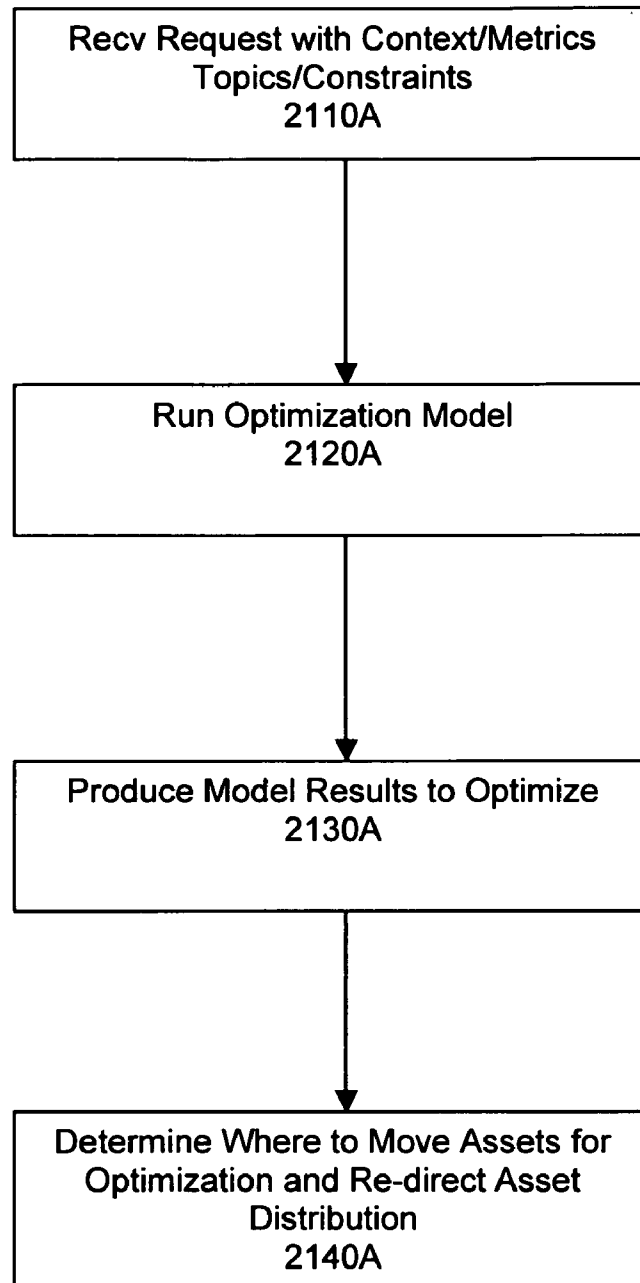 Recv Request with Context/Metrics
Topics/Constraints
2110A
Run Optimization Model
2120A
Produce Model Results to Optimize
2130A
Determine Where to Move Assets for
Optimization and Re-direct Asset
Distribution
2140A